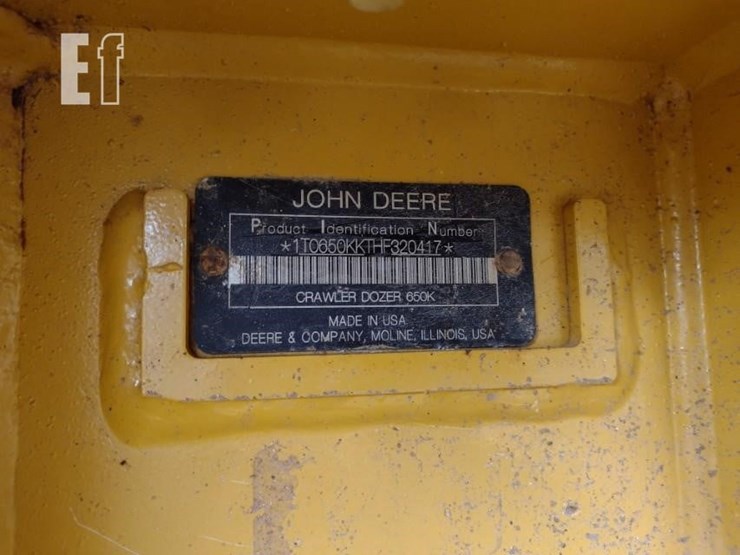 Ef
JOHN DEERE
Product Identification Number
*1T0650KKTHF320417*
CRAWLER DOZER 650K
MADE IN USA
DEERE & COMPANY, MOLINE, ILLINOIS, USA